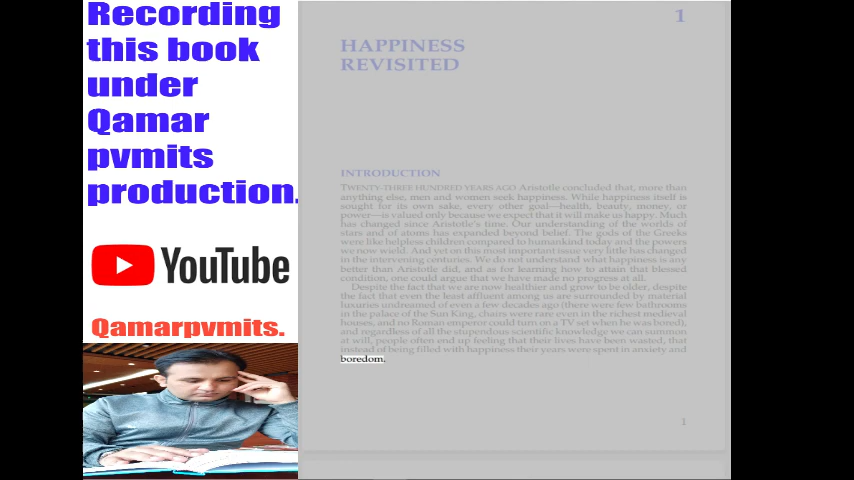 Recording
this book
under
Qamar
pvmits
production.
YouTube
Qamarpvmits.
1
HAPPINESS
REVISITED
INTRODUCTION
TWENTY-THREE HUNDRED YEARS AGO Aristotle concluded that, more than
anything else, men and women seek happiness. While happiness itself is
sought for its own sake, every other goal—health, beauty, money, or
power—is valued only because we expect that it will make us happy. Much
has changed since Aristotle's time. Our understanding of the worlds of
stars and of atoms has expanded beyond belief. The gods of the Greeks
were like helpless children compared to humankind today and the powers
we now wield. And yet on this most important issue very little has changed
in the intervening centuries. We do not understand what happiness is any
better than Aristotle did, and as for learning how to attain that blessed
condition, one could argue that we have made no progress at all.
Despite the fact that we are now healthier and grow to be older, despite
the fact that even the least affluent among us are surrounded by material
luxuries undreamed of even a few decades ago (there were few bathrooms
in the palace of the Sun King, chairs were rare even in the richest medieval
houses, and no Roman emperor could turn on a TV set when he was bored),
and regardless of all the stupendous scientific knowledge we can summon
at will, people often end up feeling that their lives have been wasted, that
instead of being filled with happiness their years were spent in anxiety and
boredom.
1